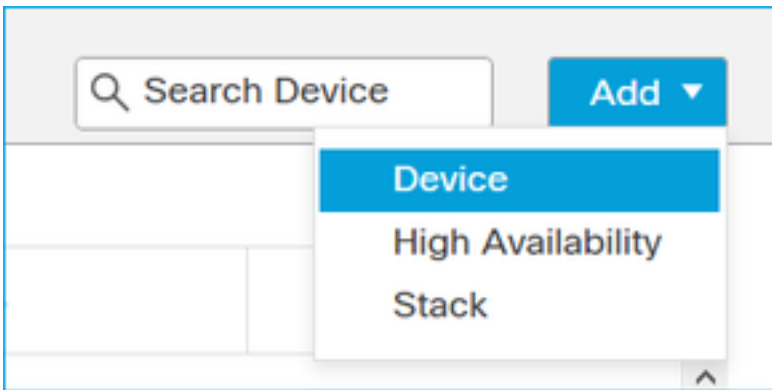 Search Device
Add
Device
High Availability
Stack